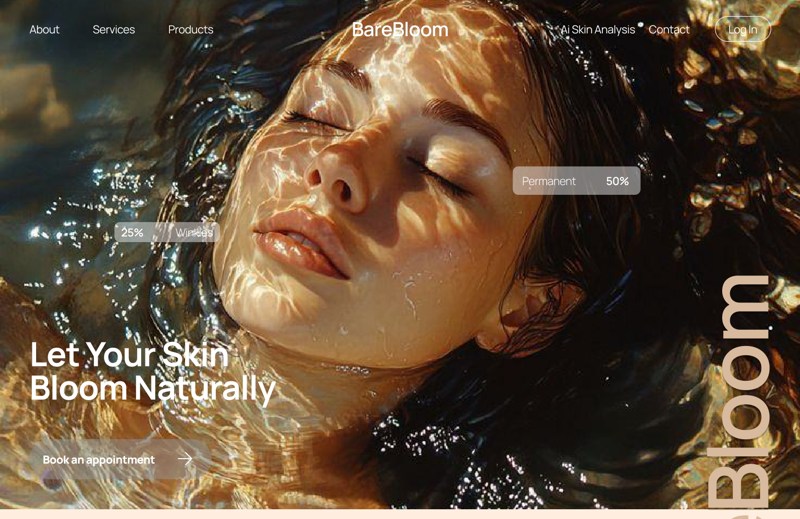 About Services Products BareBloom Ai Skin Analysis Contact Log In
Permanent 50%
25% Winkles
Let Your Skin
Bloom Naturally
Book an appointment
Bloom